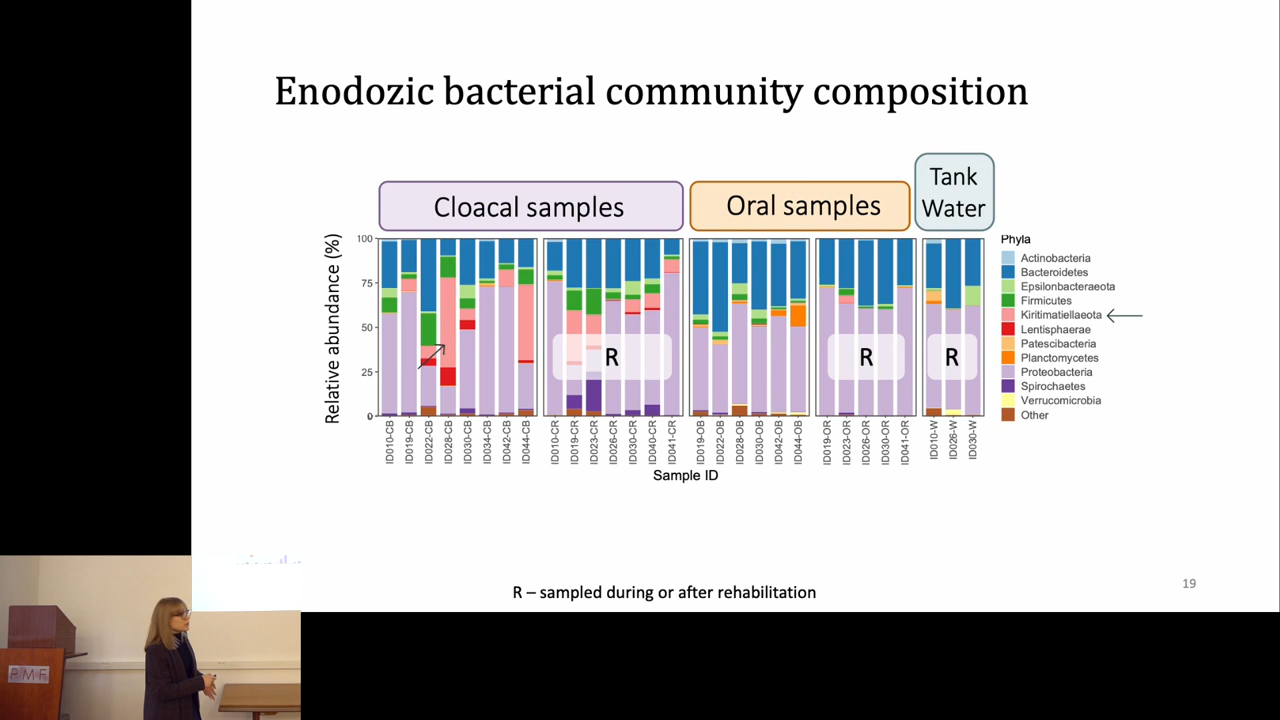 Enodozic bacterial community composition
Cloacal samples
Oral samples
Tank
Water
Relative abundance (%)
100
75
50
25
0
R
R
R
ID010-CB
ID019-CB
ID022-CB
ID028-CB
ID030-CB
ID034-CB
ID042-CB
ID044-CB
ID010-CR
ID019-CR
ID023-CR
ID026-CR
ID030-CR
ID040-CR
ID041-CR
ID019-OB
ID022-OB
ID028-OB
ID030-OB
ID042-OB
ID044-OB
ID019-OR
ID023-OR
ID026-OR
ID030-OR
ID041-OR
ID010-W
ID026-W
ID030-W
Sample ID
Phyla
Actinobacteria
Bacteroidetes
Epsilonbacteraeota
Firmicutes
Kiritimatiellaeota
Lentisphaerae
Patescibacteria
Planctomycetes
Proteobacteria
Spirochaetes
Verrucomicrobia
Other
R – sampled during or after rehabilitation
19
PMF